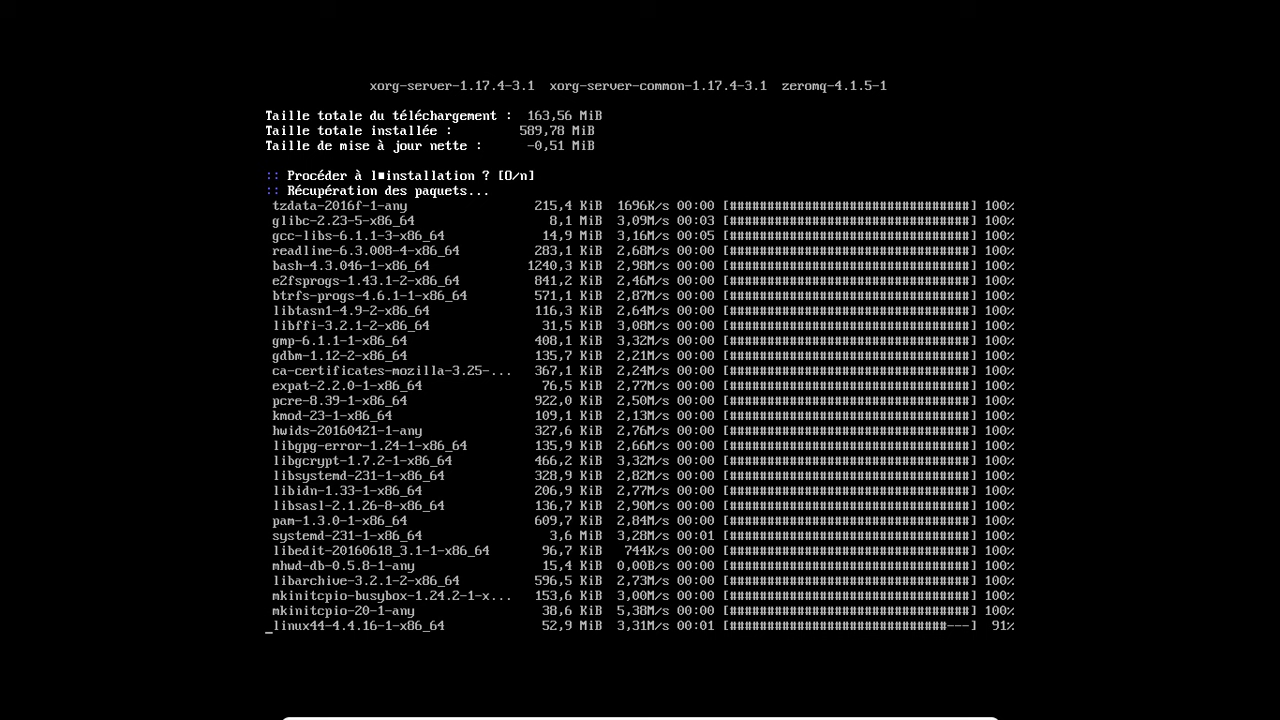 xorg-server-1.17.4-3.1 xorg-server-common-1.17.4-3.1 zeromq-4.1.5-1
Taille totale du téléchargement : 163,56 MiB
Taille totale installée : 589,78 MiB
Taille de mise à jour nette : -0,51 MiB
:: Procéder à l■installation ? [O/n]
:: Récupération des paquets...
tzdata-2016f-1-any 215,4 KiB 1696K/s 00:00 [################################] 100%
glibc-2.23-5-x86_64 8,1 MiB 3,09M/s 00:03 [################################] 100%
gcc-libs-6.1.1-3-x86_64 14,9 MiB 3,16M/s 00:05 [################################] 100%
readline-6.3.008-4-x86_64 283,1 KiB 2,68M/s 00:00 [################################] 100%
bash-4.3.046-1-x86_64 1240,3 KiB 2,98M/s 00:00 [################################] 100%
e2fsprogs-1.43.1-2-x86_64 841,2 KiB 2,46M/s 00:00 [################################] 100%
btrfs-progs-4.6.1-1-x86_64 571,1 KiB 2,87M/s 00:00 [################################] 100%
libtasn1-4.9-2-x86_64 116,3 KiB 2,64M/s 00:00 [################################] 100%
libffi-3.2.1-2-x86_64 31,5 KiB 3,08M/s 00:00 [################################] 100%
gmp-6.1.1-1-x86_64 408,1 KiB 3,32M/s 00:00 [################################] 100%
gdbm-1.12-2-x86_64 135,7 KiB 2,21M/s 00:00 [################################] 100%
ca-certificates-mozilla-3.25-... 367,1 KiB 2,24M/s 00:00 [################################] 100%
expat-2.2.0-1-x86_64 76,5 KiB 2,77M/s 00:00 [################################] 100%
pcre-8.39-1-x86_64 922,0 KiB 2,50M/s 00:00 [################################] 100%
kmod-23-1-x86_64 109,1 KiB 2,13M/s 00:00 [################################] 100%
hwids-20160421-1-any 327,6 KiB 2,76M/s 00:00 [################################] 100%
libgpg-error-1.24-1-x86_64 135,9 KiB 2,66M/s 00:00 [################################] 100%
libgcrypt-1.7.2-1-x86_64 466,2 KiB 3,32M/s 00:00 [################################] 100%
libsystemd-231-1-x86_64 328,9 KiB 2,82M/s 00:00 [################################] 100%
libidn-1.33-1-x86_64 206,9 KiB 2,77M/s 00:00 [################################] 100%
libsasl-2.1.26-8-x86_64 136,7 KiB 2,90M/s 00:00 [################################] 100%
pam-1.3.0-1-x86_64 609,7 KiB 2,84M/s 00:00 [################################] 100%
systemd-231-1-x86_64 3,6 MiB 3,28M/s 00:01 [################################] 100%
libedit-20160618_3.1-1-x86_64 96,7 KiB 744K/s 00:00 [################################] 100%
mhwd-db-0.5.8-1-any 15,4 KiB 0,00B/s 00:00 [################################] 100%
libarchive-3.2.1-2-x86_64 596,5 KiB 2,73M/s 00:00 [################################] 100%
mkinitcpio-busybox-1.24.2-1-x... 153,6 KiB 3,00M/s 00:00 [################################] 100%
mkinitcpio-20-1-any 38,6 KiB 5,38M/s 00:00 [################################] 100%
_linux44-4.4.16-1-x86_64 52,9 MiB 3,31M/s 00:01 [#############################---] 91%